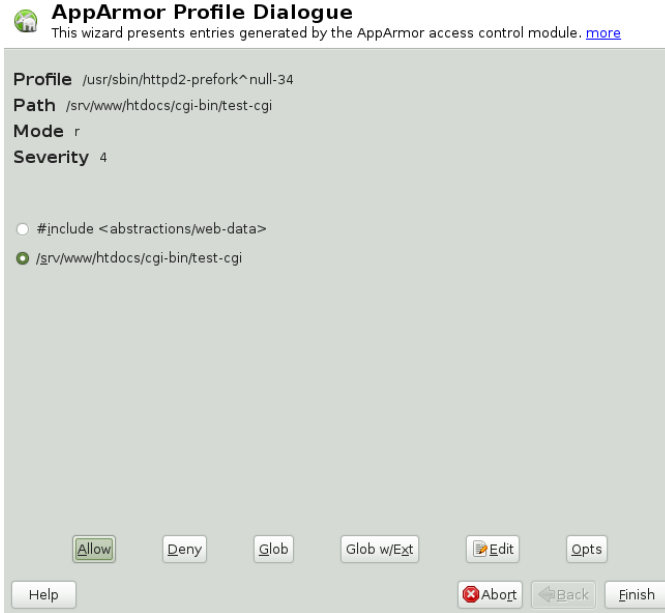 AppArmor Profile Dialogue
This wizard presents entries generated by the AppArmor access control module. more
Profile /usr/sbin/httpd2-prefork^null-34
Path /srv/www/htdocs/cgi-bin/test-cgi
Mode r
Severity 4
#include <abstractions/web-data>
/srv/www/htdocs/cgi-bin/test-cgi
Allow Deny Glob Glob w/Ext Edit Opts
Help Abort Back Finish